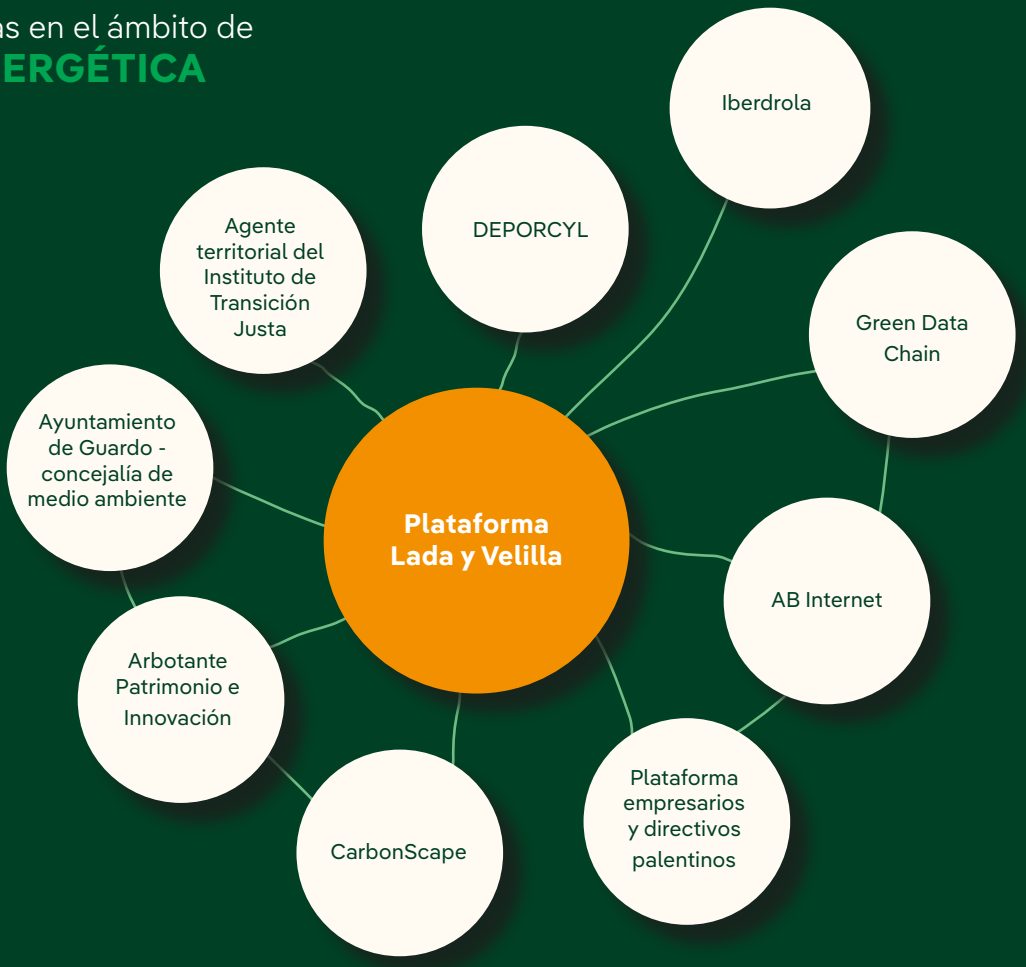 as en el ámbito de
ERGÉTICA
Iberdrola
DEPORCYL
Agente
territorial del
Instituto de
Transición
Justa
Green Data
Chain
Ayuntamiento
de Guardo -
concejalía de
medio ambiente
Plataforma
Lada y Velilla
AB Internet
Arbotante
Patrimonio e
Innovación
Plataforma
empresarios
y directivos
palentinos
CarbonScape